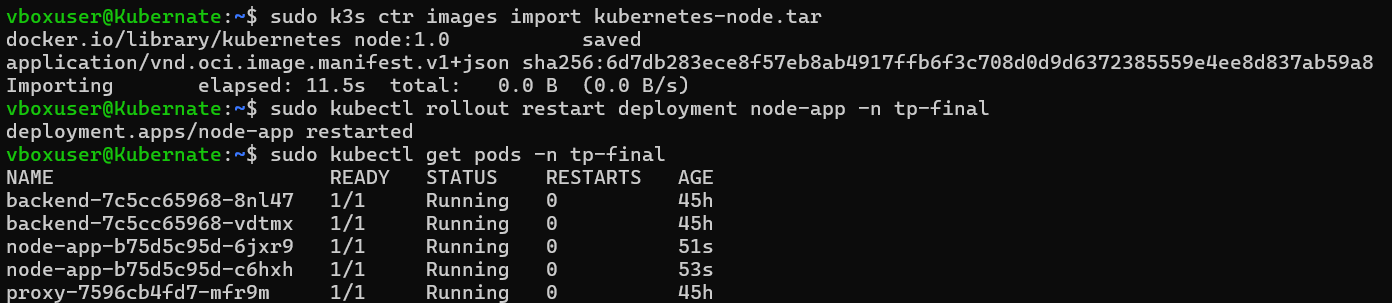 vboxuser@Kubernate:~$ sudo k3s ctr images import kubernetes-node.tar
docker.io/library/kubernetes node:1.0            saved
application/vnd.oci.image.manifest.v1+json sha256:6d7db283ece8f57eb8ab4917ffb6f3c708d0d9d6372385559e4ee8d837ab59a8
Importing       elapsed: 11.5s  total:   0.0 B  (0.0 B/s)
vboxuser@Kubernate:~$ sudo kubectl rollout restart deployment node-app -n tp-final
deployment.apps/node-app restarted
vboxuser@Kubernate:~$ sudo kubectl get pods -n tp-final
NAME                       READY   STATUS    RESTARTS   AGE
backend-7c5cc65968-8nl47   1/1     Running   0          45h
backend-7c5cc65968-vdtmx   1/1     Running   0          45h
node-app-b75d5c95d-6jxr9   1/1     Running   0          51s
node-app-b75d5c95d-c6hxh   1/1     Running   0          53s
proxy-7596cb4fd7-mfr9m     1/1     Running   0          45h